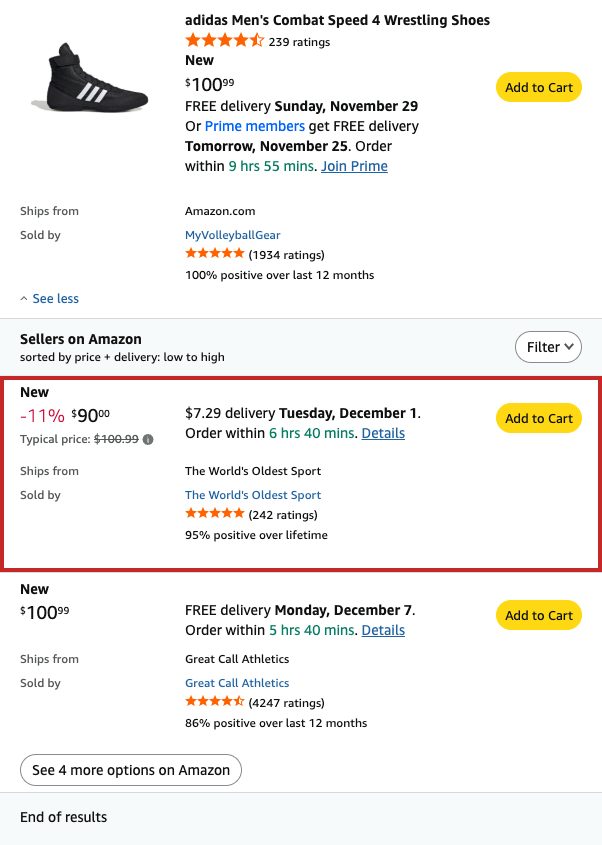 adidas Men's Combat Speed 4 Wrestling Shoes
239 ratings
New
$10099
FREE delivery Sunday, November 29
Or Prime members get FREE delivery
Tomorrow, November 25. Order
within 9 hrs 55 mins. Join Prime
Add to Cart
Ships from Amazon.com
Sold by MyVolleyballGear
(1934 ratings)
100% positive over last 12 months
See less
Sellers on Amazon
sorted by price + delivery: low to high
Filter
New
-11% $9000
Typical price: $100.99
$7.29 delivery Tuesday, December 1.
Order within 6 hrs 40 mins. Details
Add to Cart
Ships from The World's Oldest Sport
Sold by The World's Oldest Sport
(242 ratings)
95% positive over lifetime
New
$10099
FREE delivery Monday, December 7.
Order within 5 hrs 40 mins. Details
Add to Cart
Ships from Great Call Athletics
Sold by Great Call Athletics
(4247 ratings)
86% positive over last 12 months
See 4 more options on Amazon
End of results